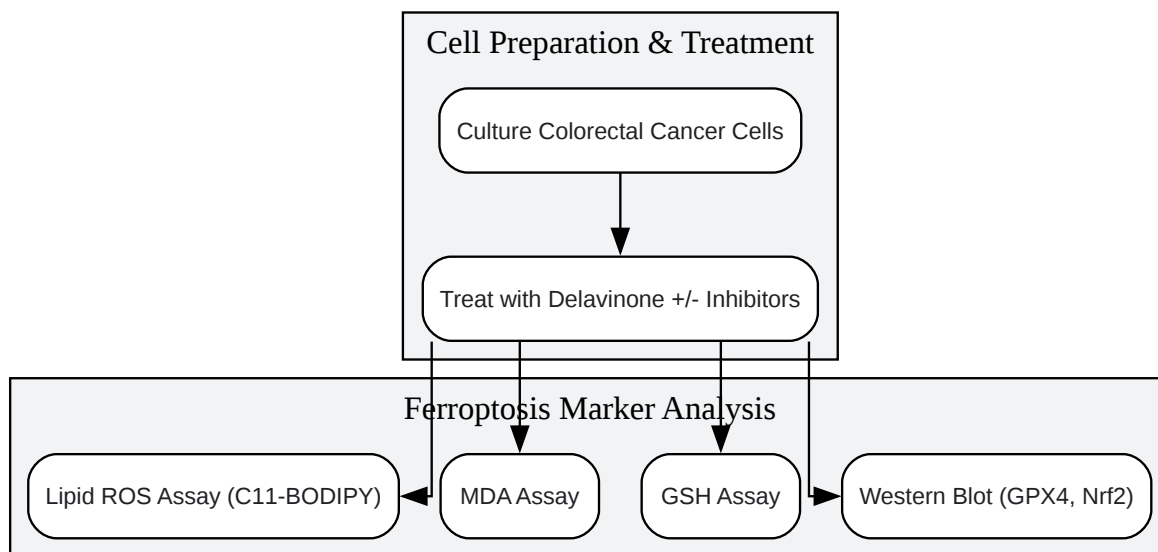 Cell Preparation & Treatment
Culture Colorectal Cancer Cells
Treat with Delavinone +/- Inhibitors
Ferroptosis Marker Analysis
Lipid ROS Assay (C11-BODIPY)
MDA Assay
GSH Assay
Western Blot (GPX4, Nrf2)